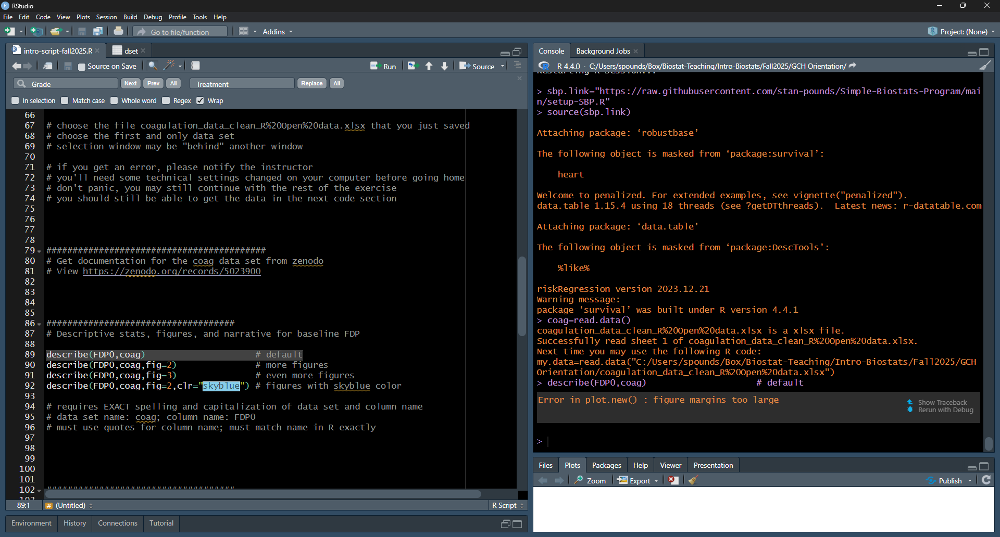 RStudio
File Edit Code View Plots Session Build Debug Profile Tools Help
Go to file/function Addins Project: (None)
intro-script-fall2025.R dset
Source on Save Run Source
Grade Next Prev All Treatment Replace All
In selection Match case Whole word Regex Wrap
66
67 # choose the file coagulation_data_clean_R%20Open%20data.xlsx that you just saved
68 # choose the first and only data set
69 # selection window may be "behind" another window
70
71 # if you get an error, please notify the instructor
72 # you'll need some technical settings changed on your computer before going home
73 # don't panic, you may still continue with the rest of the exercise
74 # you should still be able to get the data in the next code section
75
76
77
78
79 ##########################################
80 # Get documentation for the coag data set from zenodo
81 # View https://zenodo.org/records/5023900
82
83
84
85
86 ####################################
87 # Descriptive stats, figures, and narrative for baseline FDP
88
89 describe(FDP0,coag) # default
90 describe(FDP0,coag,fig=2) # more figures
91 describe(FDP0,coag,fig=3) # even more figures
92 describe(FDP0,coag,fig=2,clr="skyblue") # figures with skyblue color
93
94 # requires EXACT spelling and capitalization of data set and column name
95 # data set name: coag; column name: FDP0
96 # must use quotes for column name; must match name in R exactly
97
98
99
100
101
102 ####################################
103
89:1 (Untitled) R Script
Environment History Connections Tutorial
Console Background Jobs
R 4.4.0 · C:/Users/spounds/Box/Biostat-Teaching/Intro-Biostats/Fall2025/GCH Orientation/
Restarting R session...
> sbp.link="https://raw.githubusercontent.com/stan-pounds/Simple-Biostats-Program/mai
n/setup-SBP.R"
> source(sbp.link)
Attaching package: ‘robustbase’
The following object is masked from ‘package:survival’:
heart
Welcome to penalized. For extended examples, see vignette("penalized").
data.table 1.15.4 using 18 threads (see ?getDTthreads). Latest news: r-datatable.com
Attaching package: ‘data.table’
The following object is masked from ‘package:DescTools’:
%like%
riskRegression version 2023.12.21
Warning message:
package ‘survival’ was built under R version 4.4.1
> coag=read.data()
coagulation_data_clean_R%20Open%20data.xlsx is a xlsx file.
Successfully read sheet 1 of coagulation_data_clean_R%20Open%20data.xlsx.
Next time you may use the following R code:
my.data=read.data("C:/Users/spounds/Box/Biostat-Teaching/Intro-Biostats/Fall2025/GCH
Orientation/coagulation_data_clean_R%20Open%20data.xlsx")
> describe(FDP0,coag) # default
Error in plot.new() : figure margins too large
Show Traceback
Rerun with Debug
>
Files Plots Packages Help Viewer Presentation
Zoom Export Publish